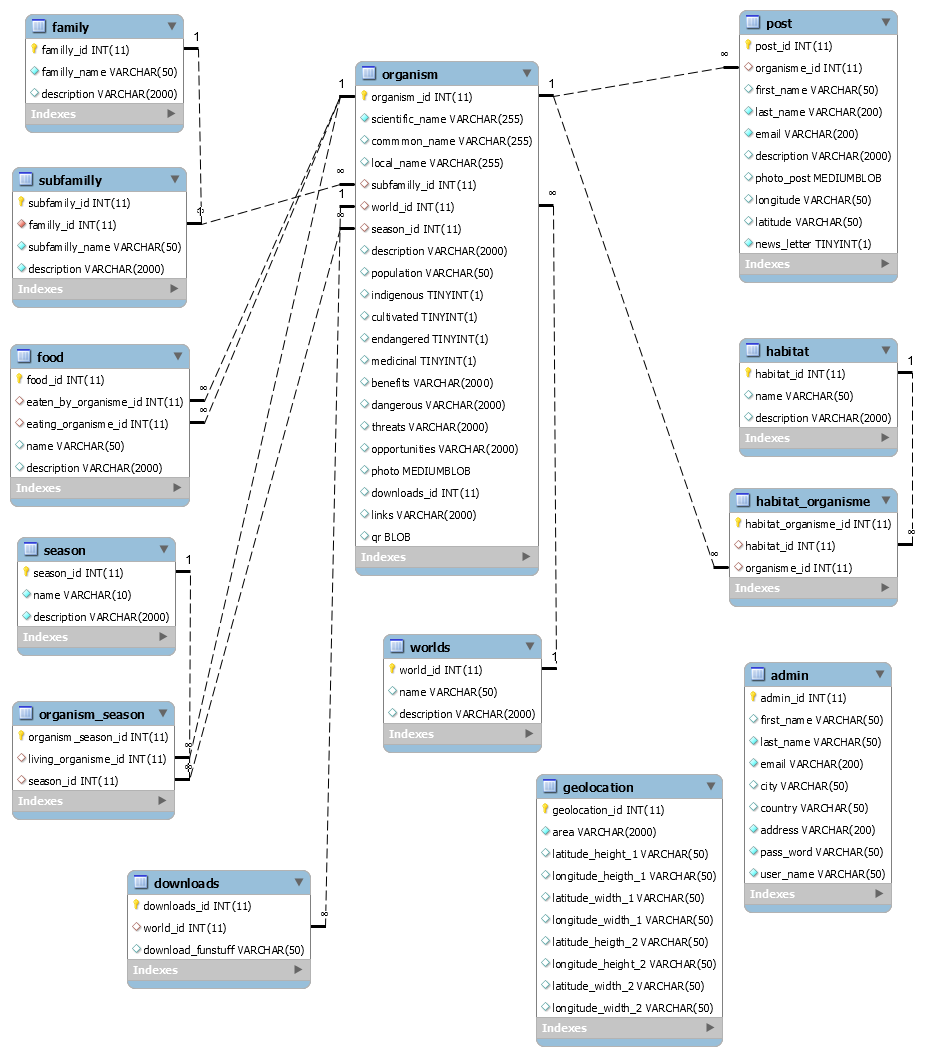 family
familly_id INT(11)
familly_name VARCHAR(50)
description VARCHAR(2000)
Indexes
1
subfamilly
subfamilly_id INT(11)
familly_id INT(11)
subfamilly_name VARCHAR(50)
description VARCHAR(2000)
Indexes
∞
food
food_id INT(11)
eaten_by_organisme_id INT(11)
eating_organisme_id INT(11)
name VARCHAR(50)
description VARCHAR(2000)
Indexes
∞
∞
season
season_id INT(11)
name VARCHAR(10)
description VARCHAR(2000)
Indexes
1
organism_season
organism_season_id INT(11)
living_organisme_id INT(11)
season_id INT(11)
Indexes
∞
∞
downloads
downloads_id INT(11)
world_id INT(11)
download_funstuff VARCHAR(50)
Indexes
∞
organism
organism_id INT(11)
scientific_name VARCHAR(255)
commmon_name VARCHAR(255)
local_name VARCHAR(255)
subfamilly_id INT(11)
world_id INT(11)
season_id INT(11)
description VARCHAR(2000)
population VARCHAR(50)
indigenous TINYINT(1)
cultivated TINYINT(1)
endangered TINYINT(1)
medicinal TINYINT(1)
benefits VARCHAR(2000)
dangerous VARCHAR(2000)
threats VARCHAR(2000)
opportunities VARCHAR(2000)
photo MEDIUMBLOB
downloads_id INT(11)
links VARCHAR(2000)
qr BLOB
Indexes
1
∞
1
∞
1
∞
worlds
world_id INT(11)
name VARCHAR(50)
description VARCHAR(2000)
Indexes
1
geolocation
geolocation_id INT(11)
area VARCHAR(2000)
latitude_height_1 VARCHAR(50)
longitude_heigth_1 VARCHAR(50)
latitude_width_1 VARCHAR(50)
longitude_width_1 VARCHAR(50)
latitude_heigth_2 VARCHAR(50)
longitude_height_2 VARCHAR(50)
latitude_width_2 VARCHAR(50)
longitude_width_2 VARCHAR(50)
Indexes
post
post_id INT(11)
organisme_id INT(11)
first_name VARCHAR(50)
last_name VARCHAR(200)
email VARCHAR(200)
description VARCHAR(2000)
photo_post MEDIUMBLOB
longitude VARCHAR(50)
latitude VARCHAR(50)
news_letter TINYINT(1)
Indexes
∞
habitat
habitat_id INT(11)
name VARCHAR(50)
description VARCHAR(2000)
Indexes
1
habitat_organisme
habitat_organisme_id INT(11)
habitat_id INT(11)
organisme_id INT(11)
Indexes
∞
∞
admin
admin_id INT(11)
first_name VARCHAR(50)
last_name VARCHAR(50)
email VARCHAR(200)
city VARCHAR(50)
country VARCHAR(50)
address VARCHAR(200)
pass_word VARCHAR(50)
user_name VARCHAR(50)
Indexes